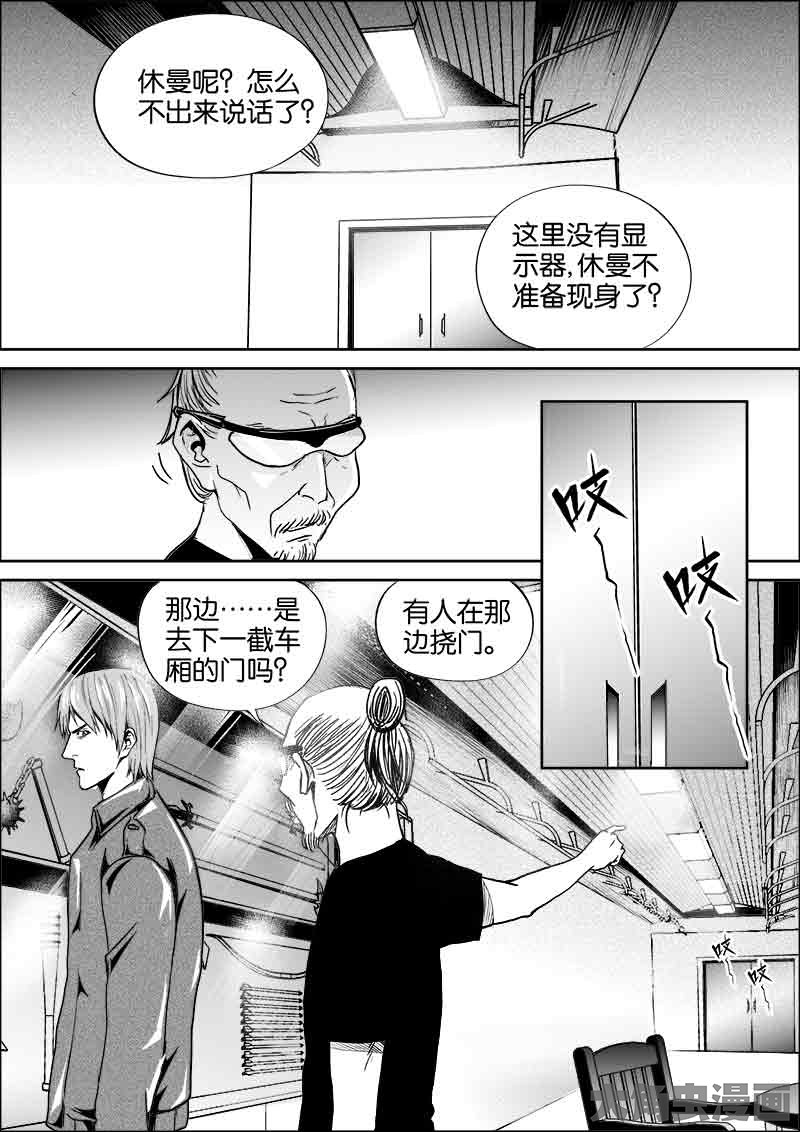 休曼呢？怎么
不出来说话了？
这里没有显
示器,休曼不
准备现身了？
吱
吱
那边……是
去下一截车
厢的门吗？
有人在那
边挠门。
吱
吱